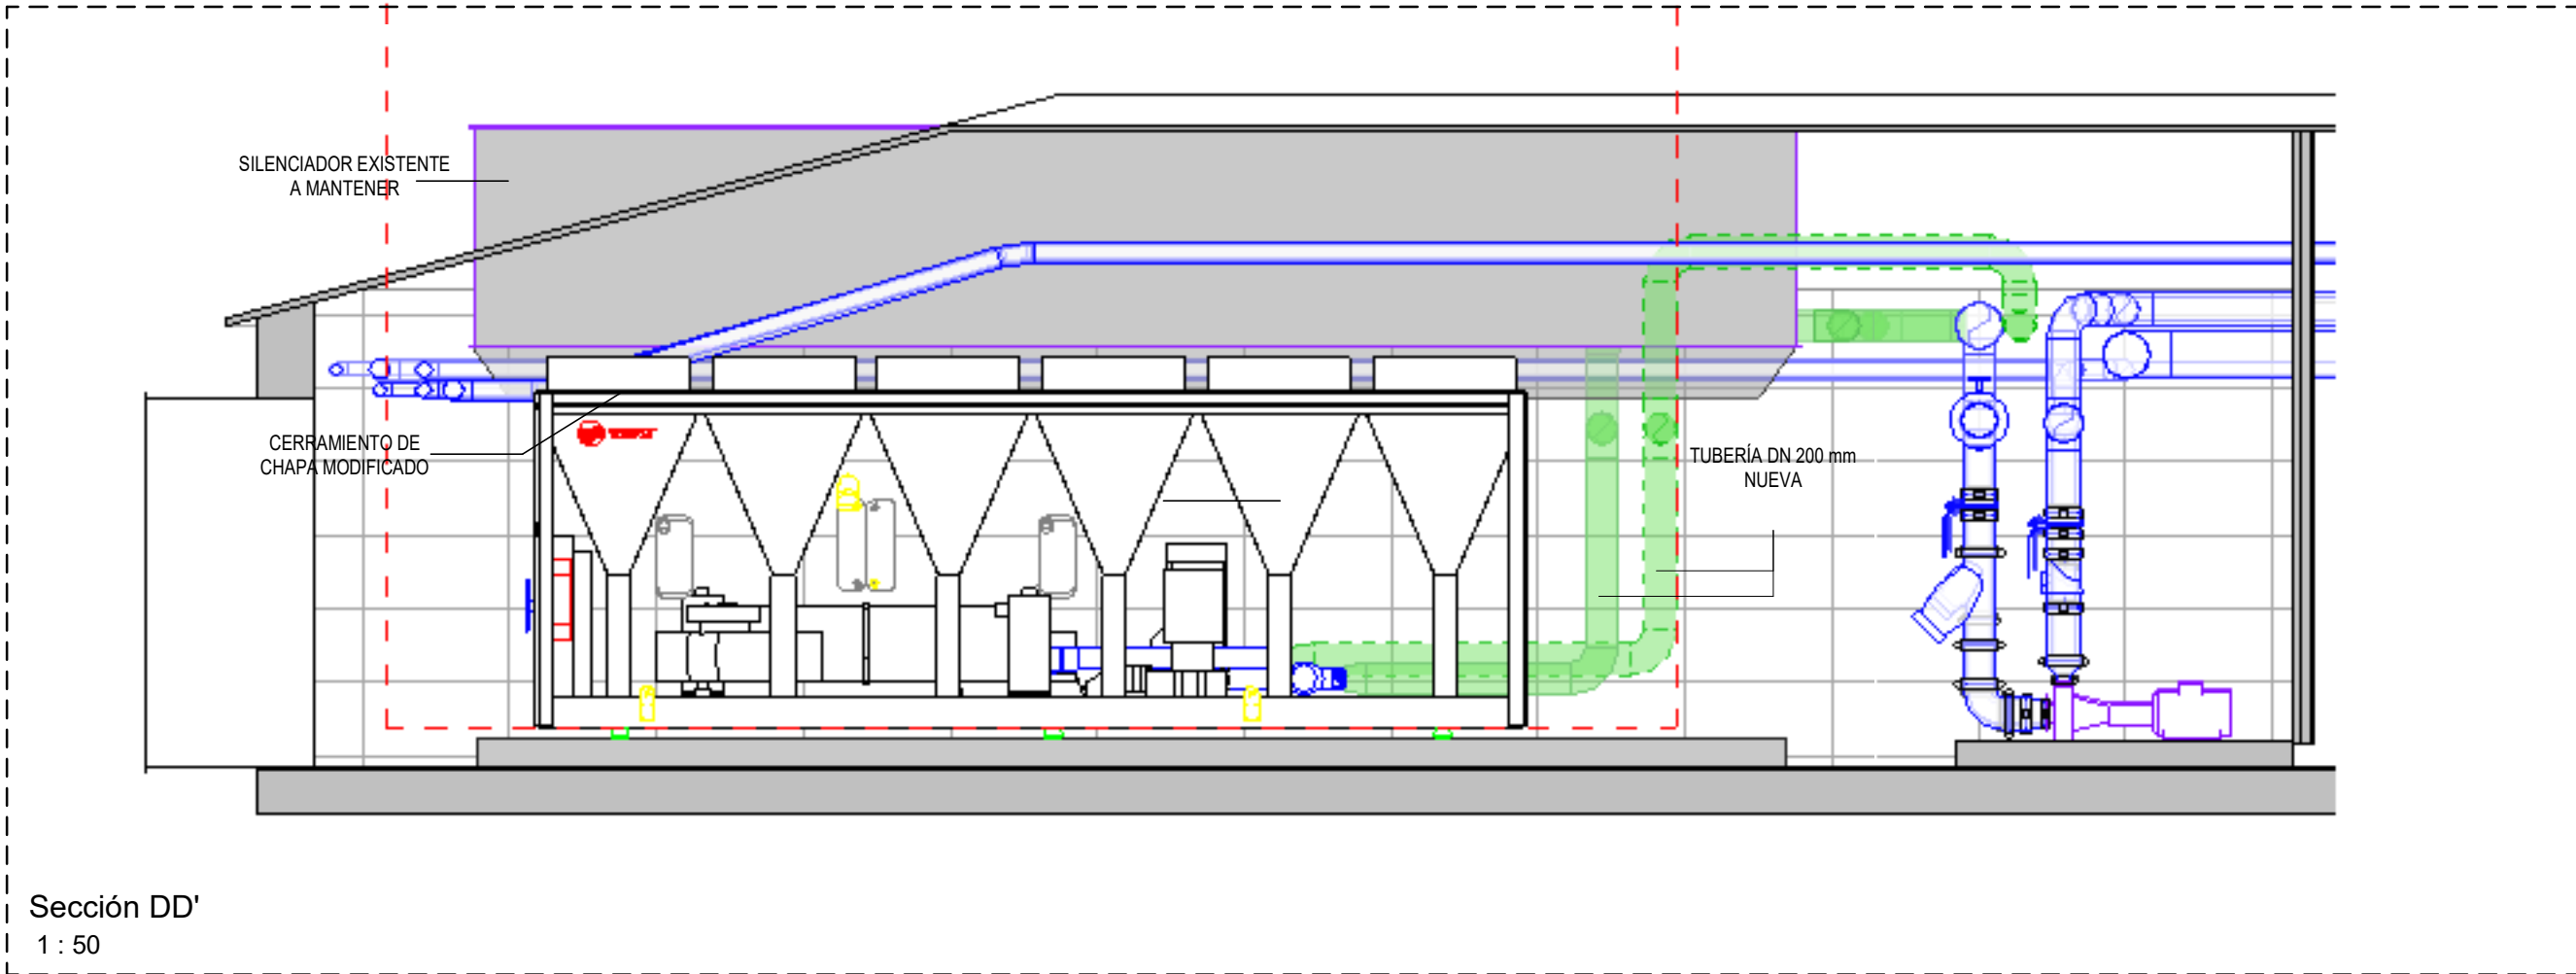 SILENCIADOR EXISTENTE
A MANTENER
CERRAMIENTO DE
CHAPA MODIFICADO
TUBERÍA DN 200 mm
NUEVA
Sección DD'
1 : 50